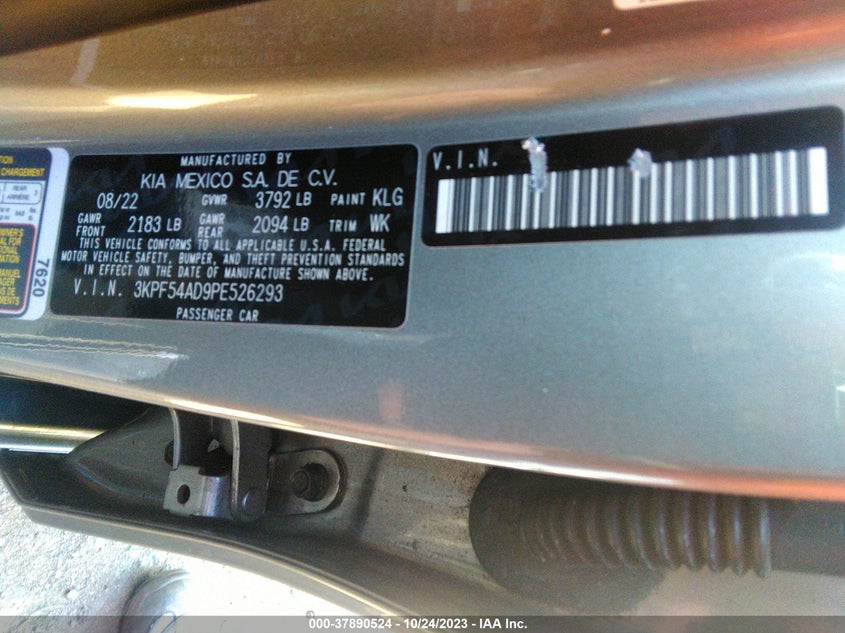 MANUFACTURED BY
KIA MEXICO S.A. DE C.V.
08/22 GVWR 3792 LB PAINT KLG
GAWR FRONT 2183 LB GAWR REAR 2094 LB TRIM WK
THIS VEHICLE CONFORMS TO ALL APPLICABLE U.S.A. FEDERAL
MOTOR VEHICLE SAFETY, BUMPER, AND THEFT PREVENTION STANDARDS
IN EFFECT ON THE DATE OF MANUFACTURE SHOWN ABOVE.
V.I.N. 3KPF54AD9PE526293
PASSENGER CAR
V.I.N.
CHARGEMENT
REAR
7620
000-37890524 - 10/24/2023 - IAA Inc.